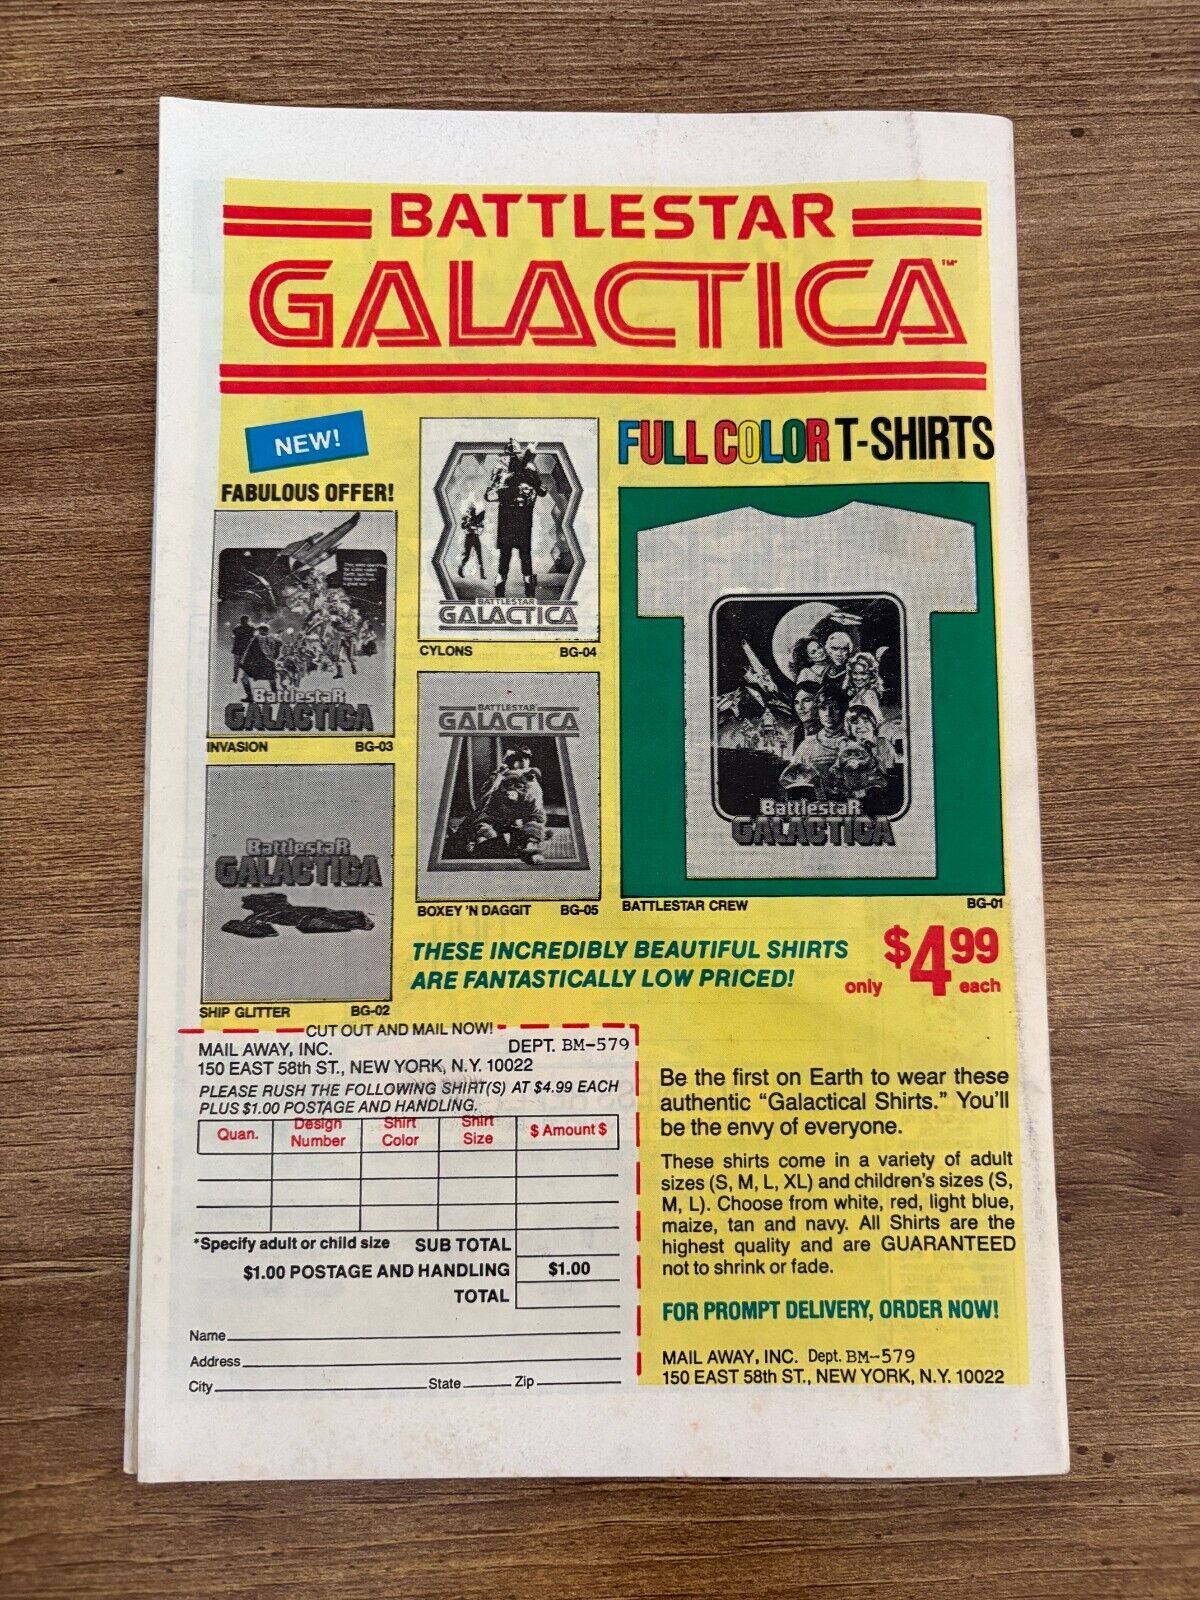 BATTLESTAR
GALACTICA™
NEW!
FABULOUS OFFER!
FULL COLOR T-SHIRTS
BATTLESTAR
GALACTICA
CYLONS BG-04
BattlestaR
GALACTICA
INVASION BG-03
BATTLESTAR
GALACTICA
BOXEY 'N DAGGIT BG-05
BattlestaR
GALACTICA
SHIP GLITTER BG-02
BattlestaR
GALACTICA
BATTLESTAR CREW BG-01
THESE INCREDIBLY BEAUTIFUL SHIRTS
ARE FANTASTICALLY LOW PRICED!
only $4.99 each
CUT OUT AND MAIL NOW!
MAIL AWAY, INC. DEPT. BM-579
150 EAST 58th ST., NEW YORK, N.Y. 10022
PLEASE RUSH THE FOLLOWING SHIRT(S) AT $4.99 EACH
PLUS $1.00 POSTAGE AND HANDLING.
Quan. Design Number Shirt Color Shirt Size $ Amount $
*Specify adult or child size SUB TOTAL
$1.00 POSTAGE AND HANDLING $1.00
TOTAL
Name
Address
City State Zip
Be the first on Earth to wear these
authentic "Galactical Shirts." You'll
be the envy of everyone.
These shirts come in a variety of adult
sizes (S, M, L, XL) and children's sizes (S,
M, L). Choose from white, red, light blue,
maize, tan and navy. All Shirts are the
highest quality and are GUARANTEED
not to shrink or fade.
FOR PROMPT DELIVERY, ORDER NOW!
MAIL AWAY, INC. Dept. BM-579
150 EAST 58th ST., NEW YORK, N.Y. 10022